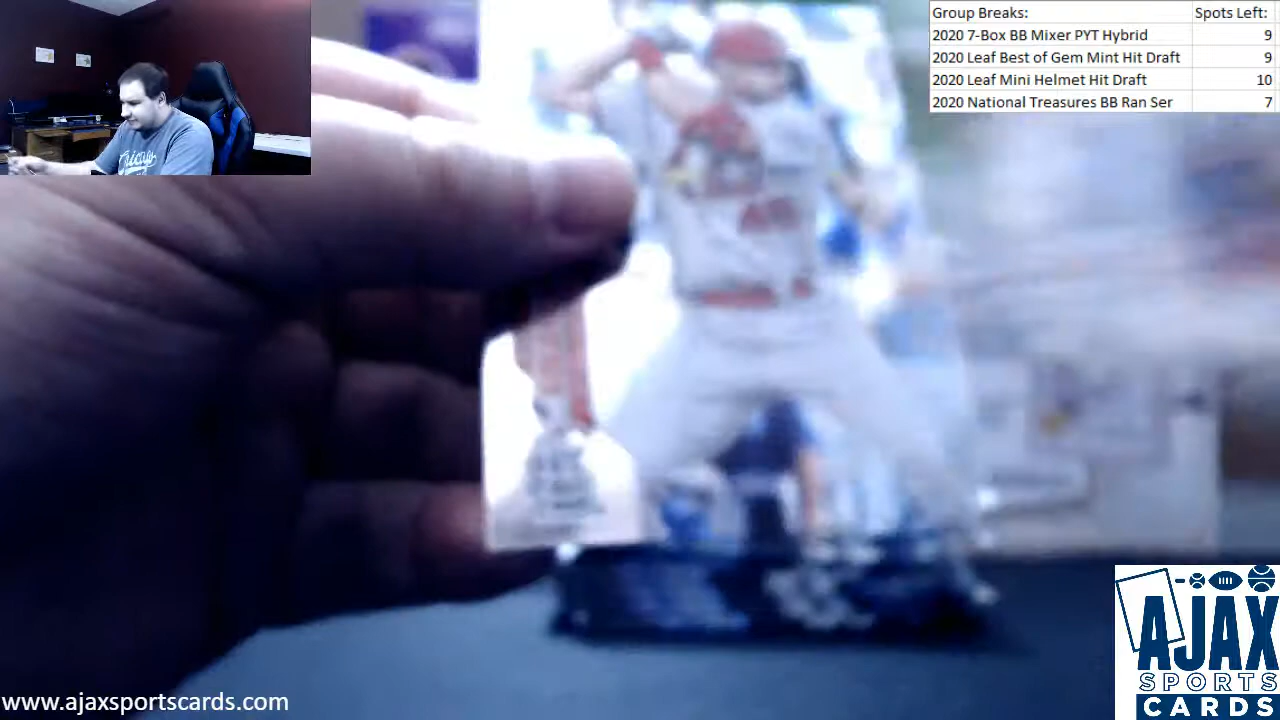 Group Breaks: Spots Left:
2020 7-Box BB Mixer PYT Hybrid 9
2020 Leaf Best of Gem Mint Hit Draft 9
2020 Leaf Mini Helmet Hit Draft 10
2020 National Treasures BB Ran Ser 7
Chicago
AJAX
SPORTS
CARDS
www.ajaxsportscards.com